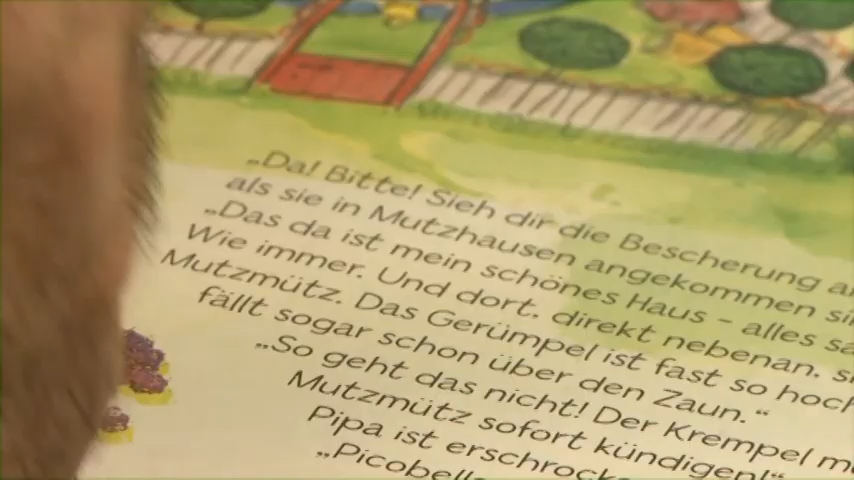 „Da! Bitte! Sieh dir die Bescherung
als sie in Mutzhausen angekommen
„Das da ist mein schönes Haus – alles
Wie immer. Und dort, direkt nebenan,
Mutzmütz. Das Gerümpel ist fast so hoch
fällt sogar schon über den Zaun.“
„So geht das nicht! Der Krempel
Mutzmütz sofort kündigen!“
Pipa ist
„Picobello